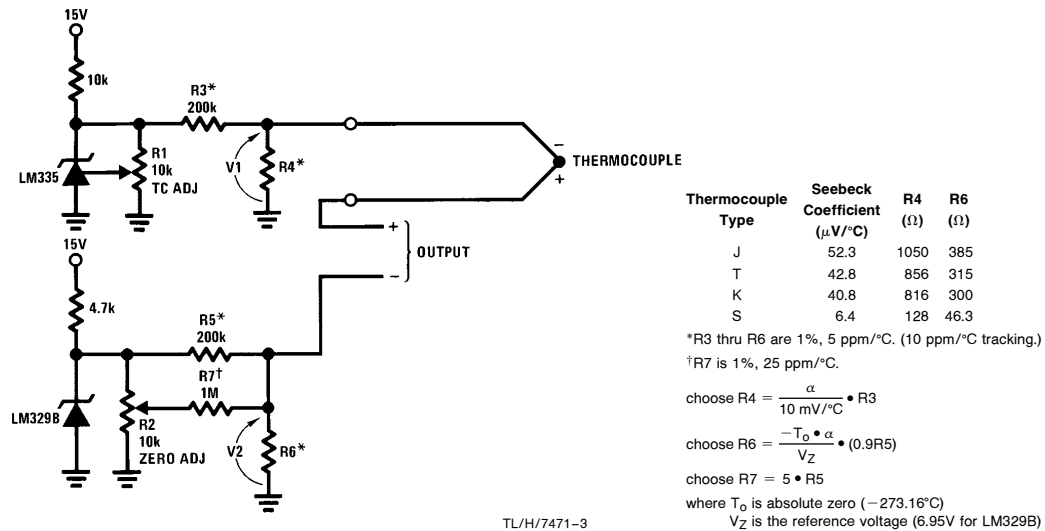 15V
10k
R3*
200k
LM335
R1
10k
TC ADJ
V1
R4*
−
THERMOCOUPLE
+
+
OUTPUT
−
15V
4.7k
R5*
200k
R7†
1M
LM329B
R2
10k
ZERO ADJ
V2
R6*
TL/H/7471–3
Thermocouple Type Seebeck Coefficient (μV/°C) R4 (Ω) R6 (Ω)
J 52.3 1050 385
T 42.8 856 315
K 40.8 816 300
S 6.4 128 46.3
*R3 thru R6 are 1%, 5 ppm/°C. (10 ppm/°C tracking.)
†R7 is 1%, 25 ppm/°C.
choose R4 = α / 10 mV/°C • R3
choose R6 = −To • α / VZ • (0.9R5)
choose R7 = 5 • R5
where To is absolute zero (−273.16°C)
VZ is the reference voltage (6.95V for LM329B)